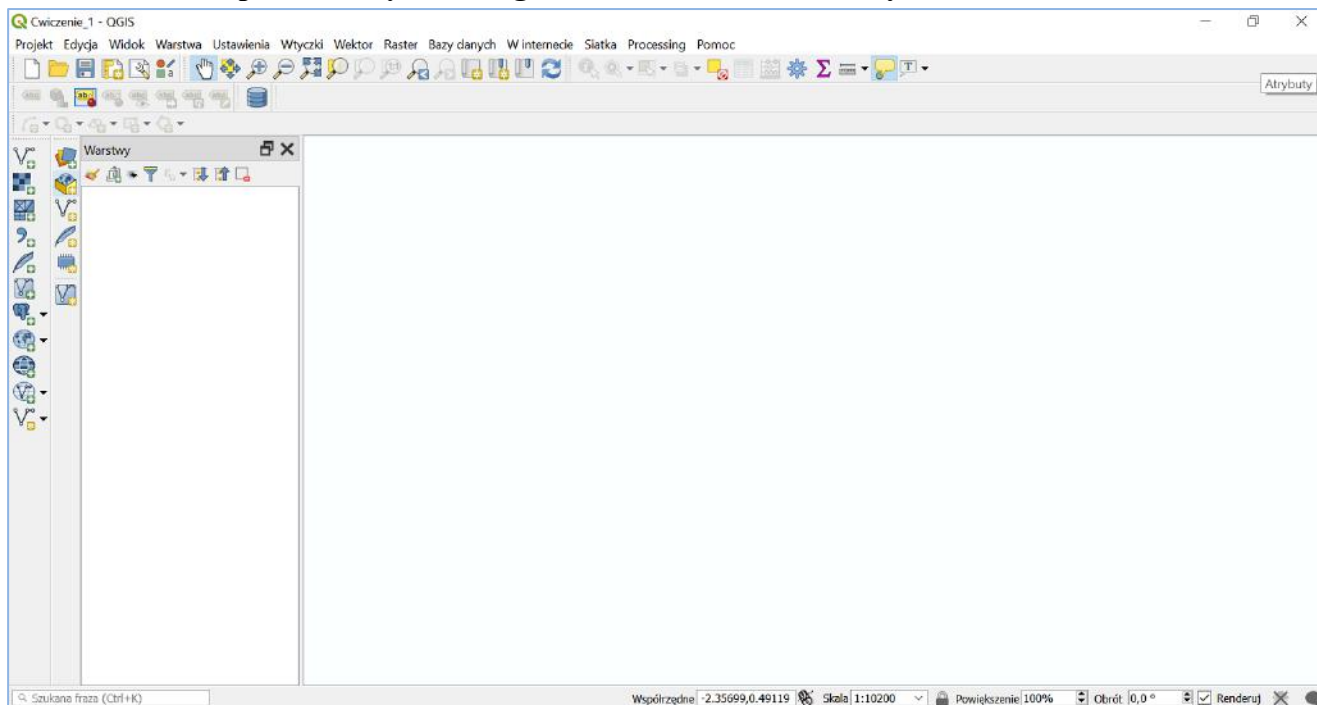 Cwiczenie_1 - QGIS
Projekt Edycja Widok Warstwa Ustawienia Wtyczki Wektor Raster Bazy danych W internecie Siatka Processing Pomoc
Atrybuty
Warstwy
Szukana fraza (Ctrl+K)
Współrzędne -2.35699,0.49119 Skala 1:10200 Powiększenie 100% Obrót 0,0 ° Renderuj